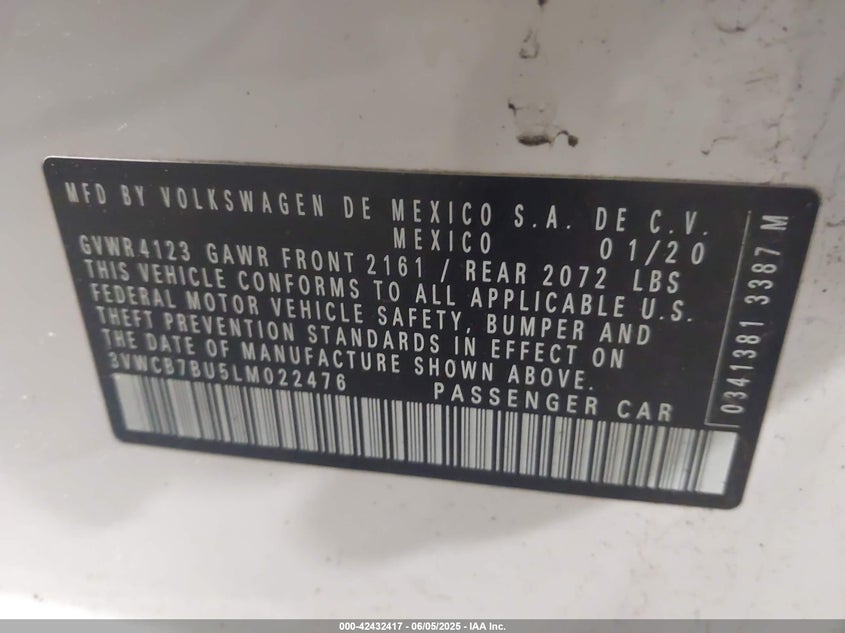 MFD BY VOLKSWAGEN DE MEXICO S.A. DE C.V.
MEXICO 01/20
GVWR4123 GAWR FRONT 2161 / REAR 2072 LBS
THIS VEHICLE CONFORMS TO ALL APPLICABLE U.S.
FEDERAL MOTOR VEHICLE SAFETY, BUMPER AND
THEFT PREVENTION STANDARDS IN EFFECT ON
THE DATE OF MANUFACTURE SHOWN ABOVE.
3VWCB7BU5LM022476 PASSENGER CAR
0341381 3387 M
000-42432417 - 06/05/2025 - IAA Inc.